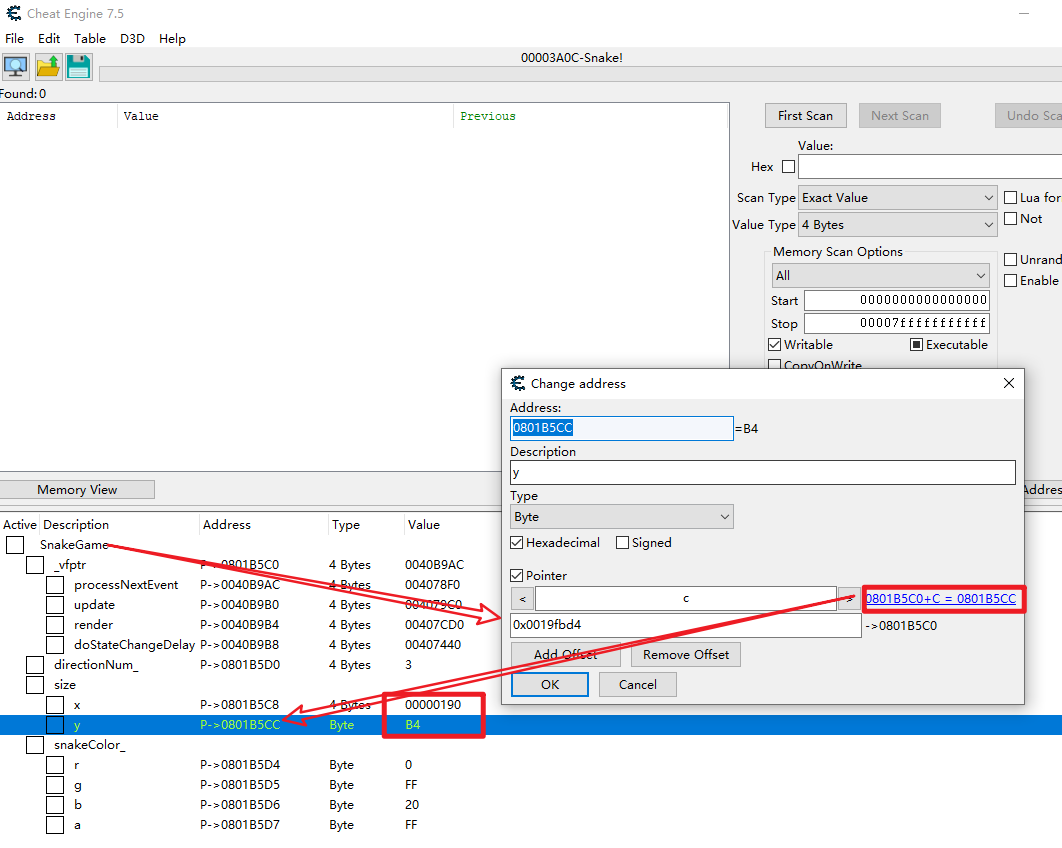 Cheat Engine 7.5
File Edit Table D3D Help
00003A0C-Snake!
Found:0
Address Value Previous
First Scan Next Scan Undo Sca
Value:
Hex
Scan Type Exact Value Lua for
Not
Value Type 4 Bytes
Memory Scan Options
All
Unrand
Enable
Start 0000000000000000
Stop 00007fffffffffff
Writable Executable
CopyOnWrite
Memory View
Addres
Change address
Address:
0801B5CC =B4
Description
y
Type
Byte
Hexadecimal Signed
Pointer
< c > 0801B5C0+C = 0801B5CC
0x0019fbd4 ->0801B5C0
Add Offset Remove Offset
OK Cancel
Active Description Address Type Value
SnakeGame
_vfptr P->0801B5C0 4 Bytes 0040B9AC
processNextEvent P->0040B9AC 4 Bytes 004078F0
update P->0040B9B0 4 Bytes 004079C0
render P->0040B9B4 4 Bytes 00407CD0
doStateChangeDelay P->0040B9B8 4 Bytes 00407440
directionNum_ P->0801B5D0 4 Bytes 3
size
x P->0801B5C8 4 Bytes 00000190
y P->0801B5CC Byte B4
snakeColor_
r P->0801B5D4 Byte 0
g P->0801B5D5 Byte FF
b P->0801B5D6 Byte 20
a P->0801B5D7 Byte FF